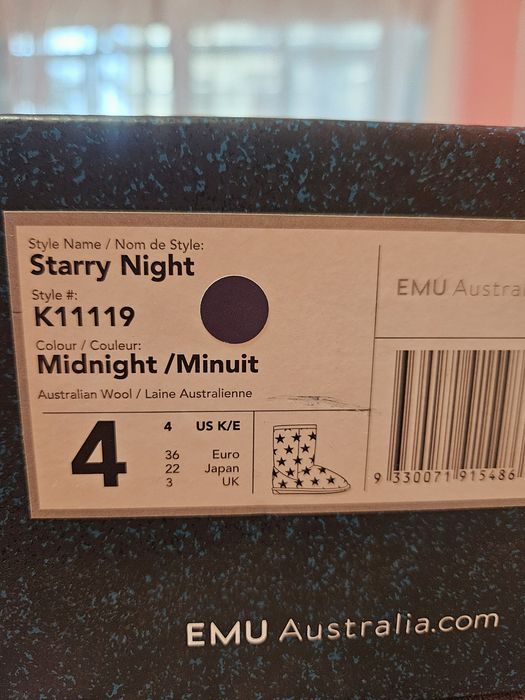 Style Name / Nom de Style:
Starry Night
Style #:
K11119
Colour / Couleur:
Midnight /Minuit
Australian Wool / Laine Australienne
EMU Austral
4
4 US K/E
36 Euro
22 Japan
3 UK
9 330071 915486
EMU Australia.com